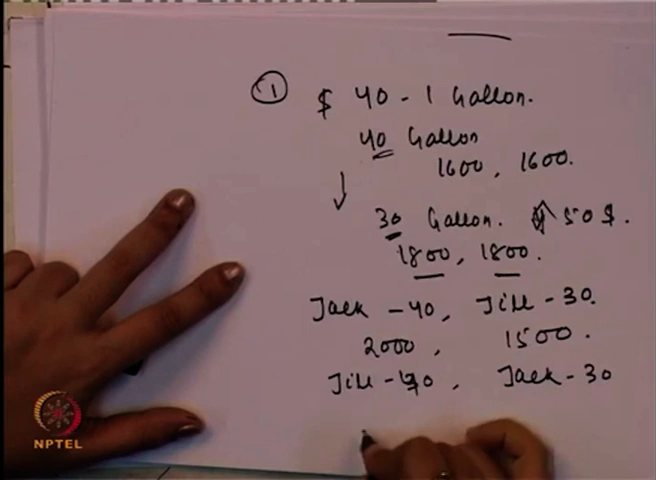 ① $ 40 - 1 Gallon.
40 Gallon
1600, 1600.
↓
30 Gallon. 50 $.
1800, 1800.
Jack - 40, Jill - 30.
2000, 1500.
Jill - 40, Jack - 30
NPTEL